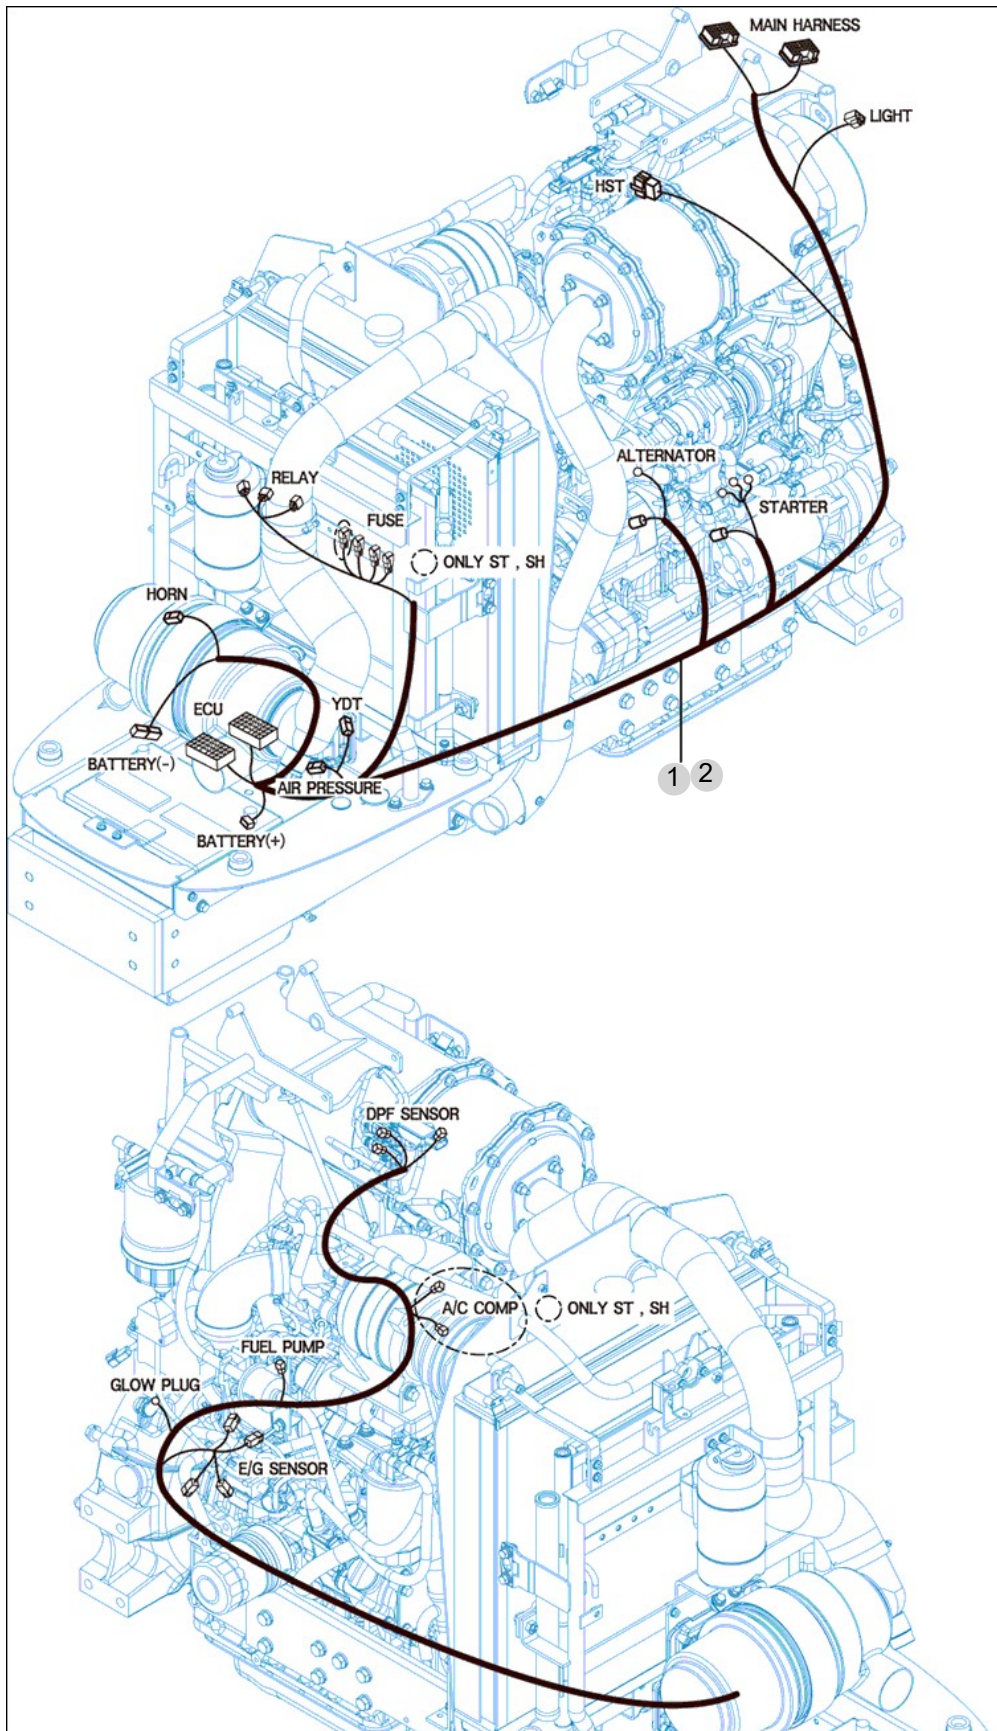 MAIN HARNESS
LIGHT
HST
ALTERNATOR
STARTER
RELAY
FUSE
ONLY ST , SH
HORN
ECU
YDT
BATTERY(-)
AIR PRESSURE
BATTERY(+)
1 2
DPF SENSOR
A/C COMP
ONLY ST , SH
FUEL PUMP
GLOW PLUG
E/G SENSOR